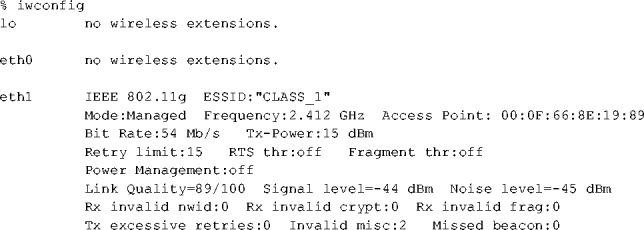 % iwconfig
lo        no wireless extensions.
eth0      no wireless extensions.
eth1      IEEE 802.11g  ESSID:"CLASS_1"
          Mode:Managed  Frequency:2.412 GHz  Access Point: 00:0F:66:8E:19:89
          Bit Rate:54 Mb/s   Tx-Power:15 dBm
          Retry limit:15   RTS thr:off   Fragment thr:off
          Power Management:off
          Link Quality=89/100  Signal level=-44 dBm  Noise level=-45 dBm
          Rx invalid nwid:0  Rx invalid crypt:0  Rx invalid frag:0
          Tx excessive retries:0  Invalid misc:2   Missed beacon:0